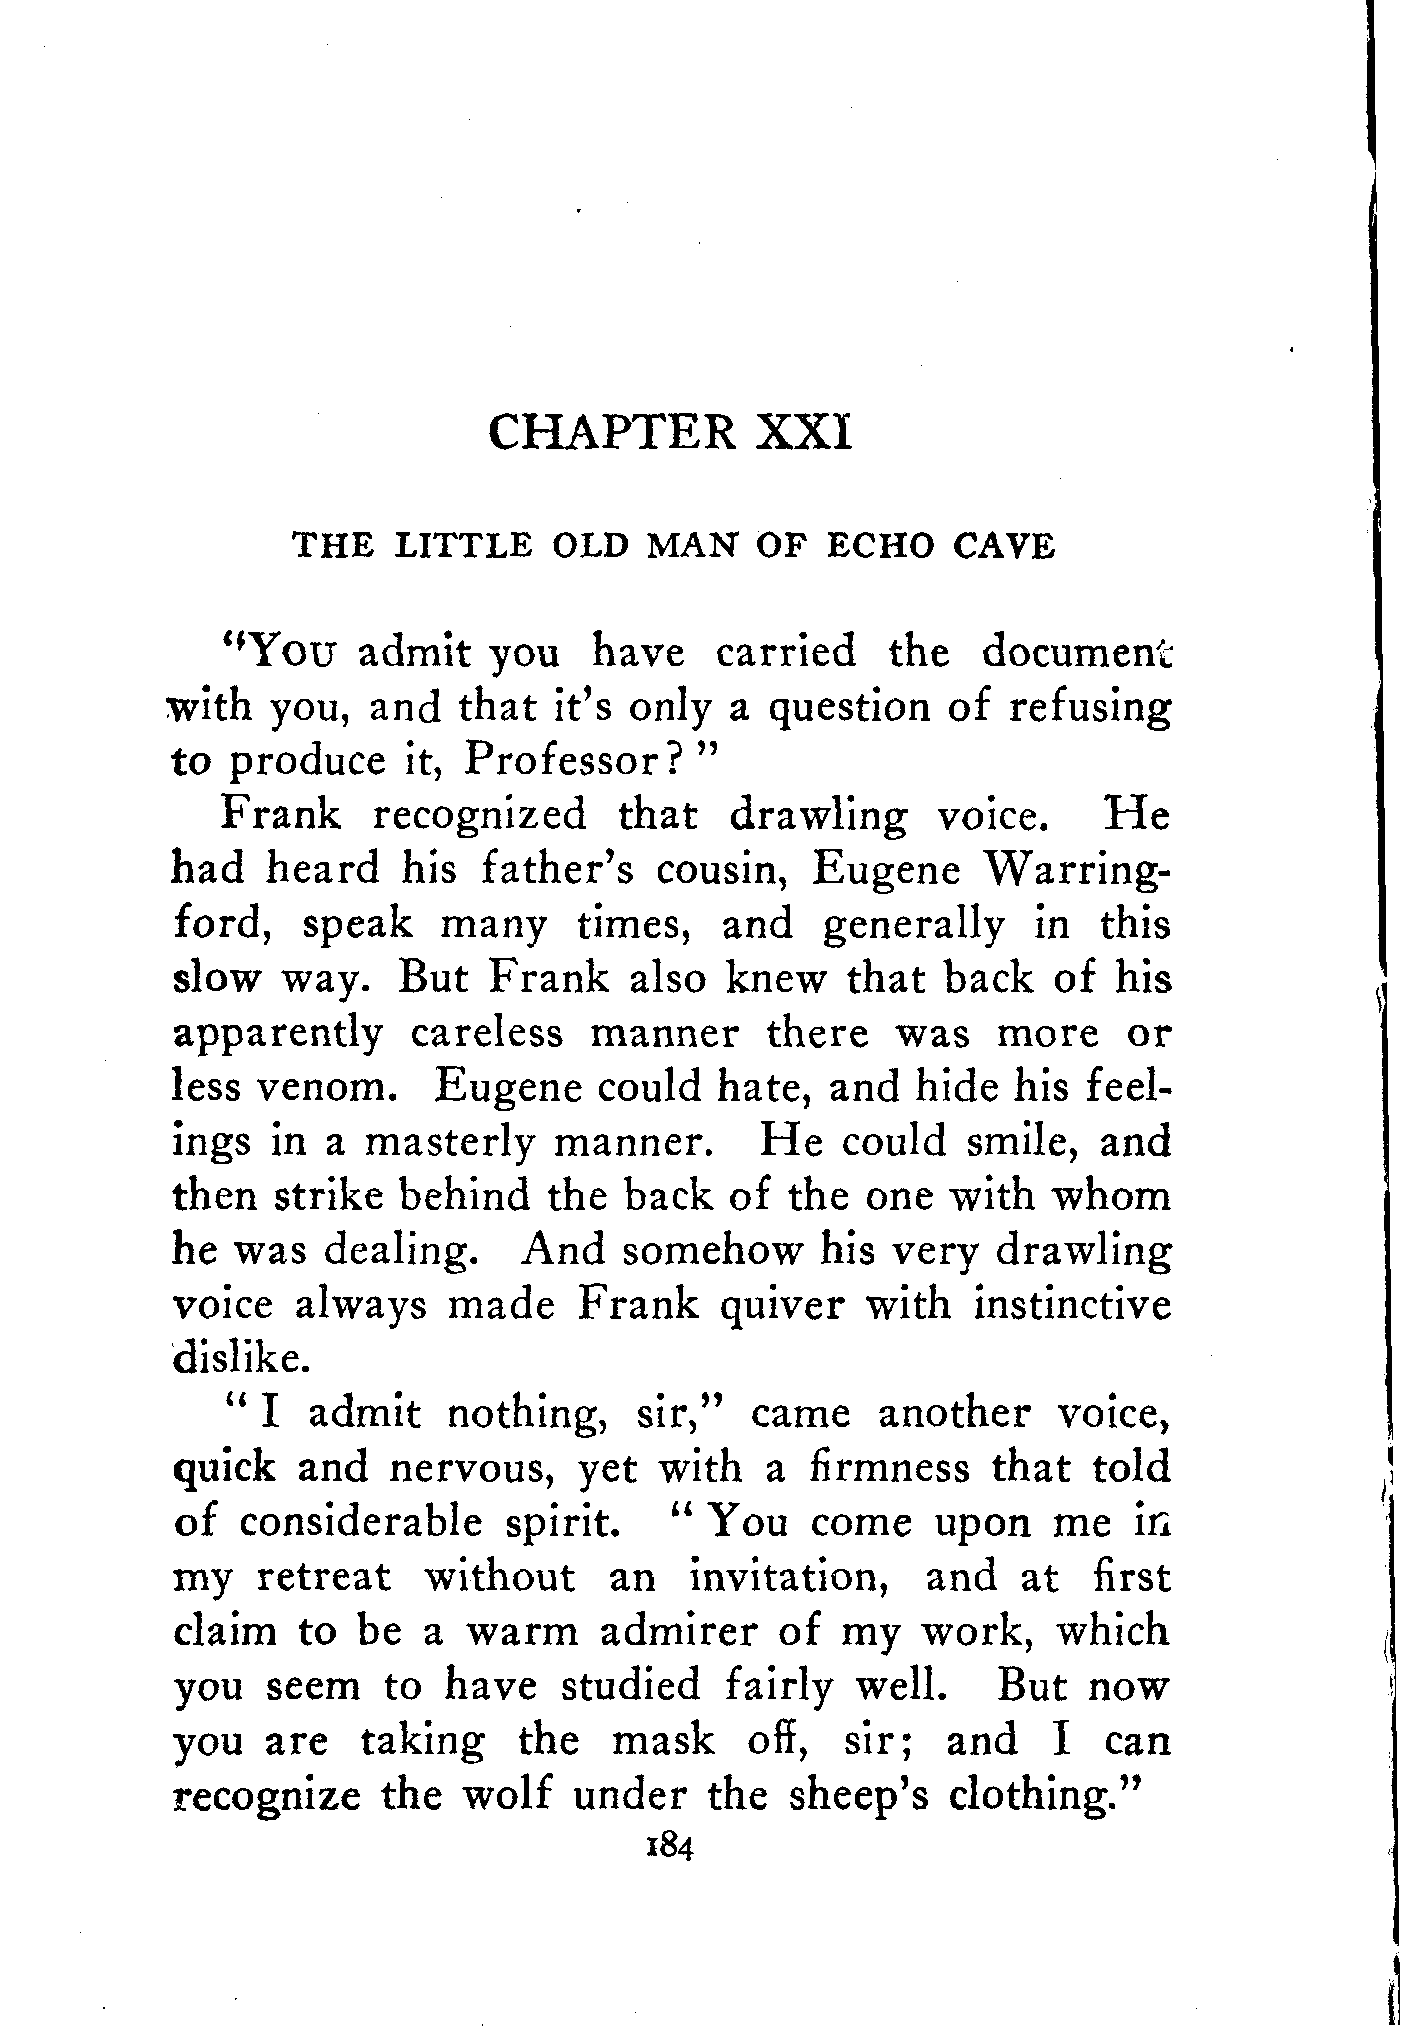 CHAPTER XXI
THE LITTLE OLD MAN OF ECHO CAVE
"YOU admit you have carried the document
with you, and that it's only a question of refusing
to produce it, Professor? "
Frank recognized that drawling voice. He
had heard his father's cousin, Eugene Warring-
ford, speak many times, and generally in this
slow way. But Frank also knew that back of his
apparently careless manner there was more or
less venom. Eugene could hate, and hide his feel-
ings in a masterly manner. He could smile, and
then strike behind the back of the one with whom
he was dealing. And somehow his very drawling
voice always made Frank quiver with instinctive
dislike.
" I admit nothing, sir," came another voice,
quick and nervous, yet with a firmness that told
of considerable spirit. " You come upon me in
my retreat without an invitation, and at first
claim to be a warm admirer of my work, which
you seem to have studied fairly well. But now
you are taking the mask off, sir; and I can
recognize the wolf under the sheep's clothing."
184